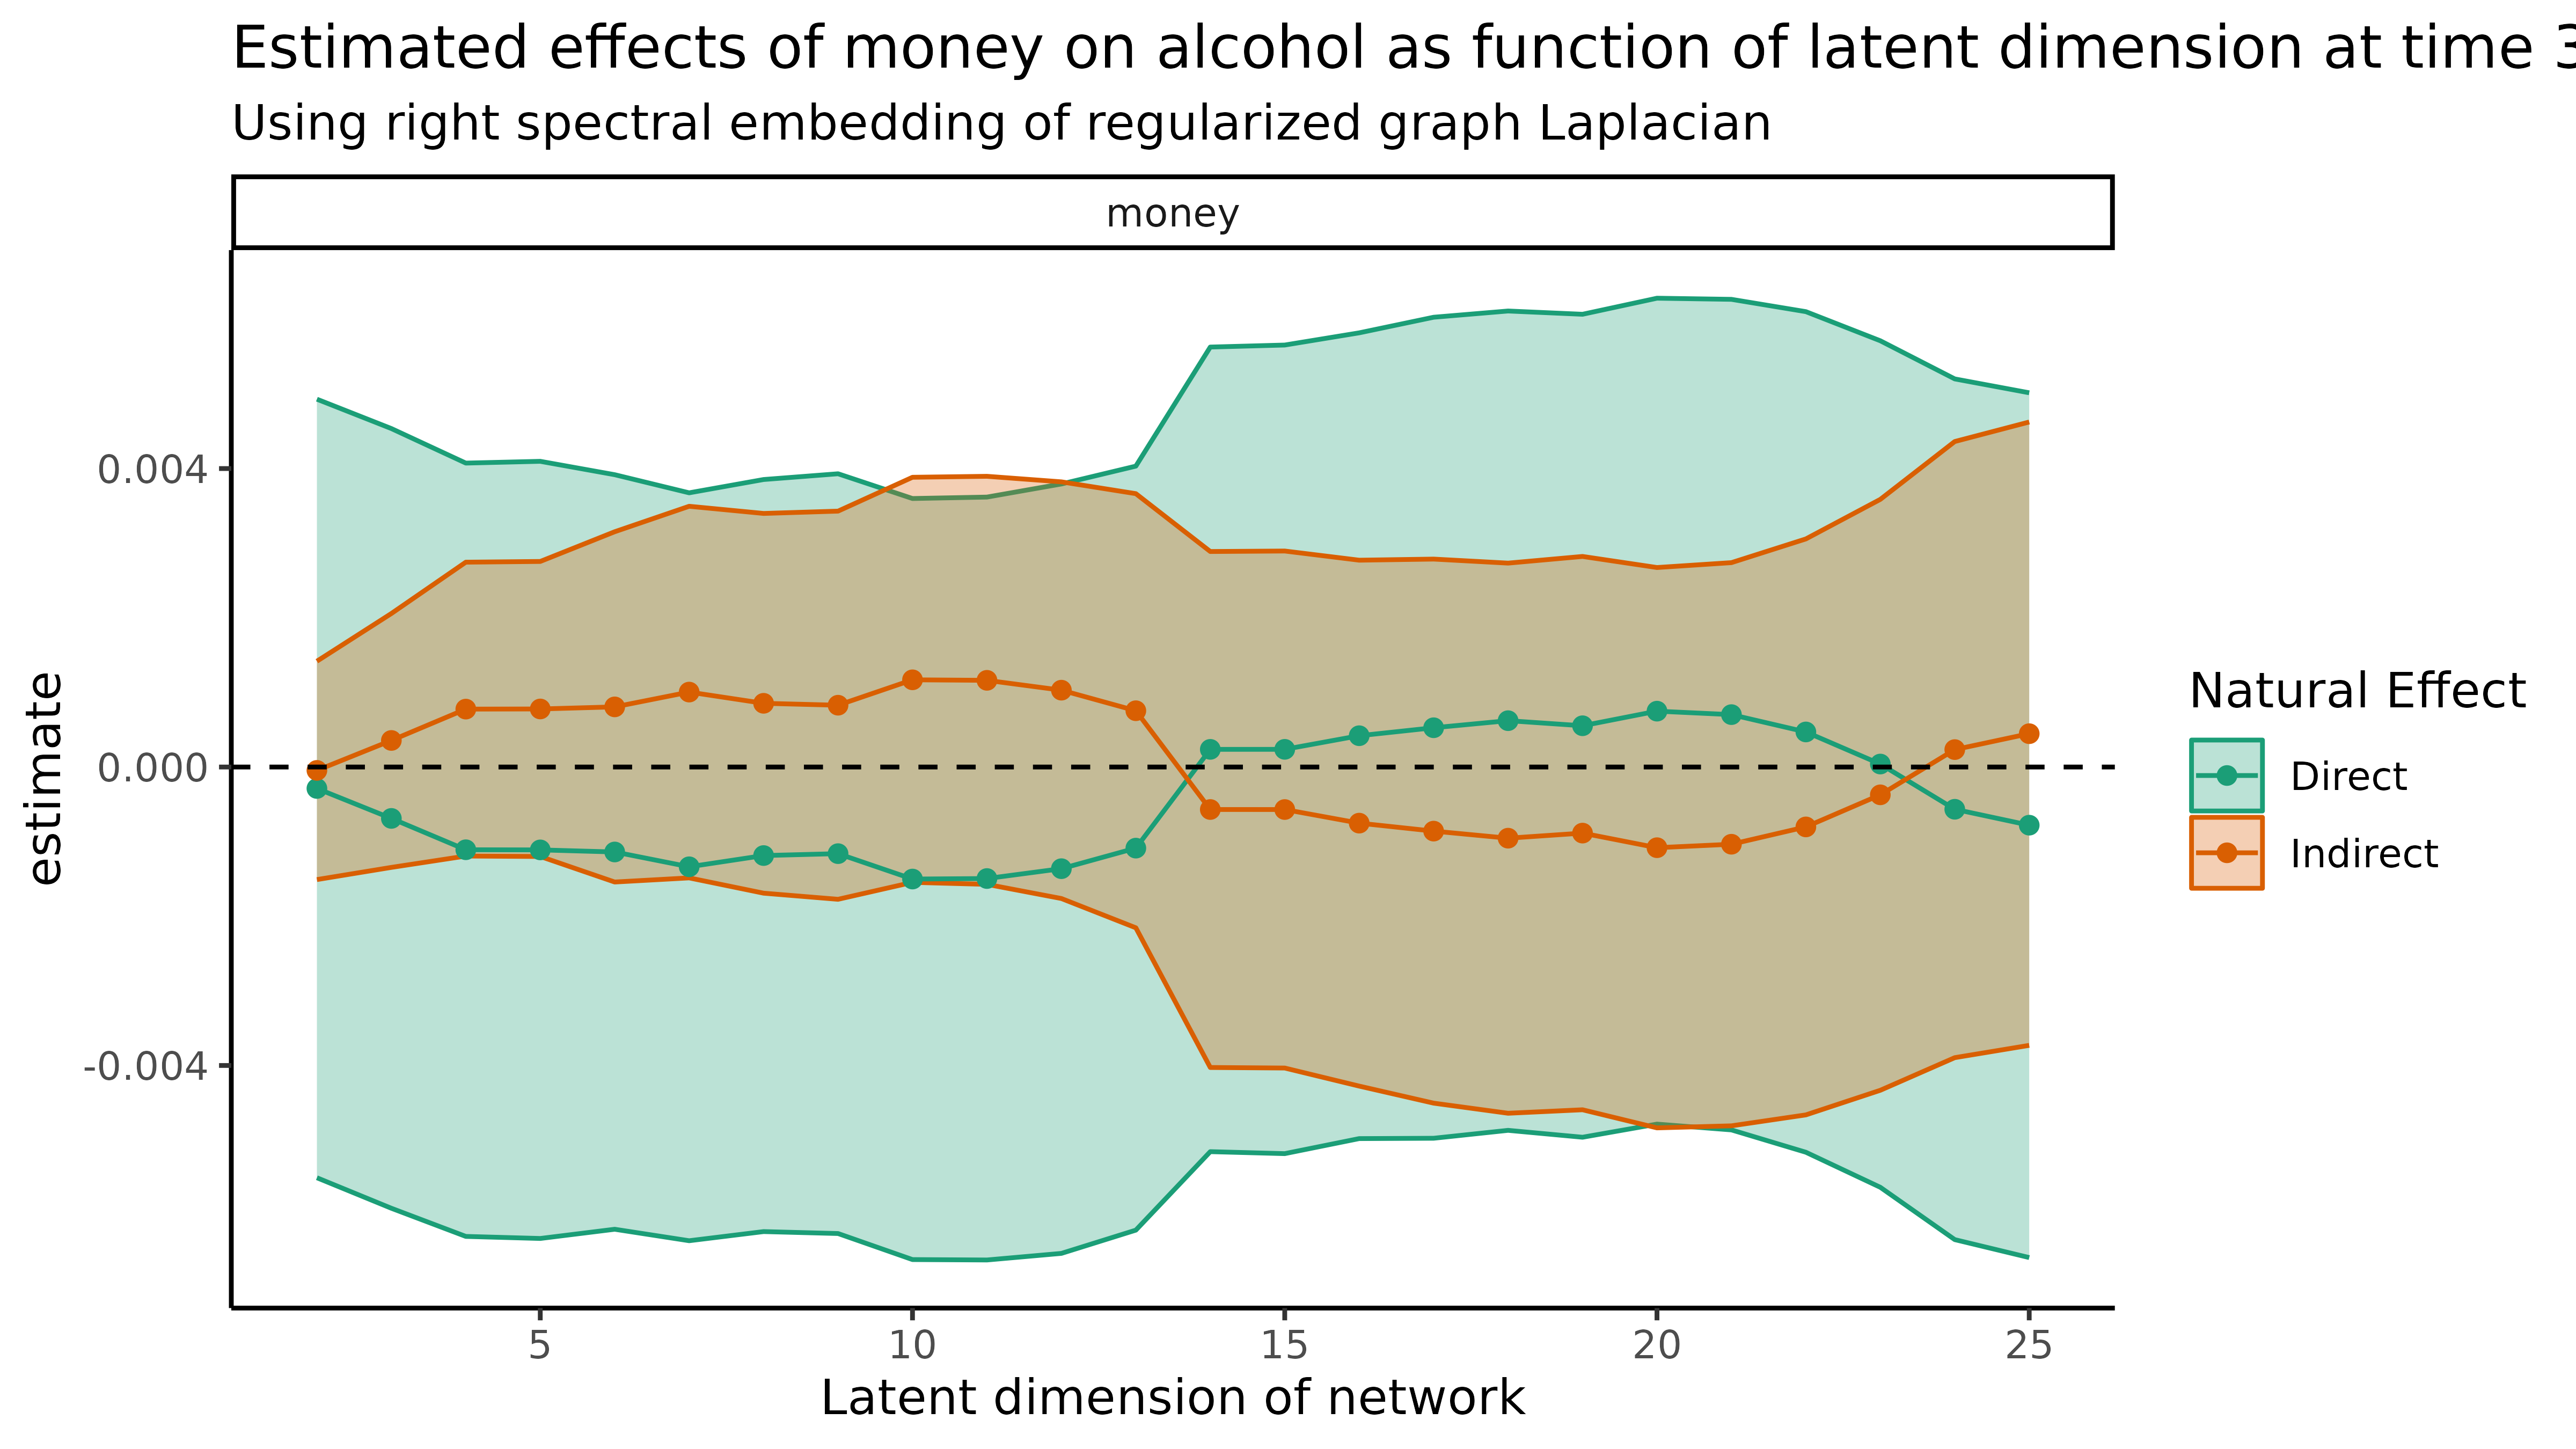 Estimated effects of money on alcohol as function of latent dimension at time 3
Using right spectral embedding of regularized graph Laplacian
money
0.004
0.000
-0.004
estimate
5 10 15 20 25
Latent dimension of network
Natural Effect
Direct
Indirect